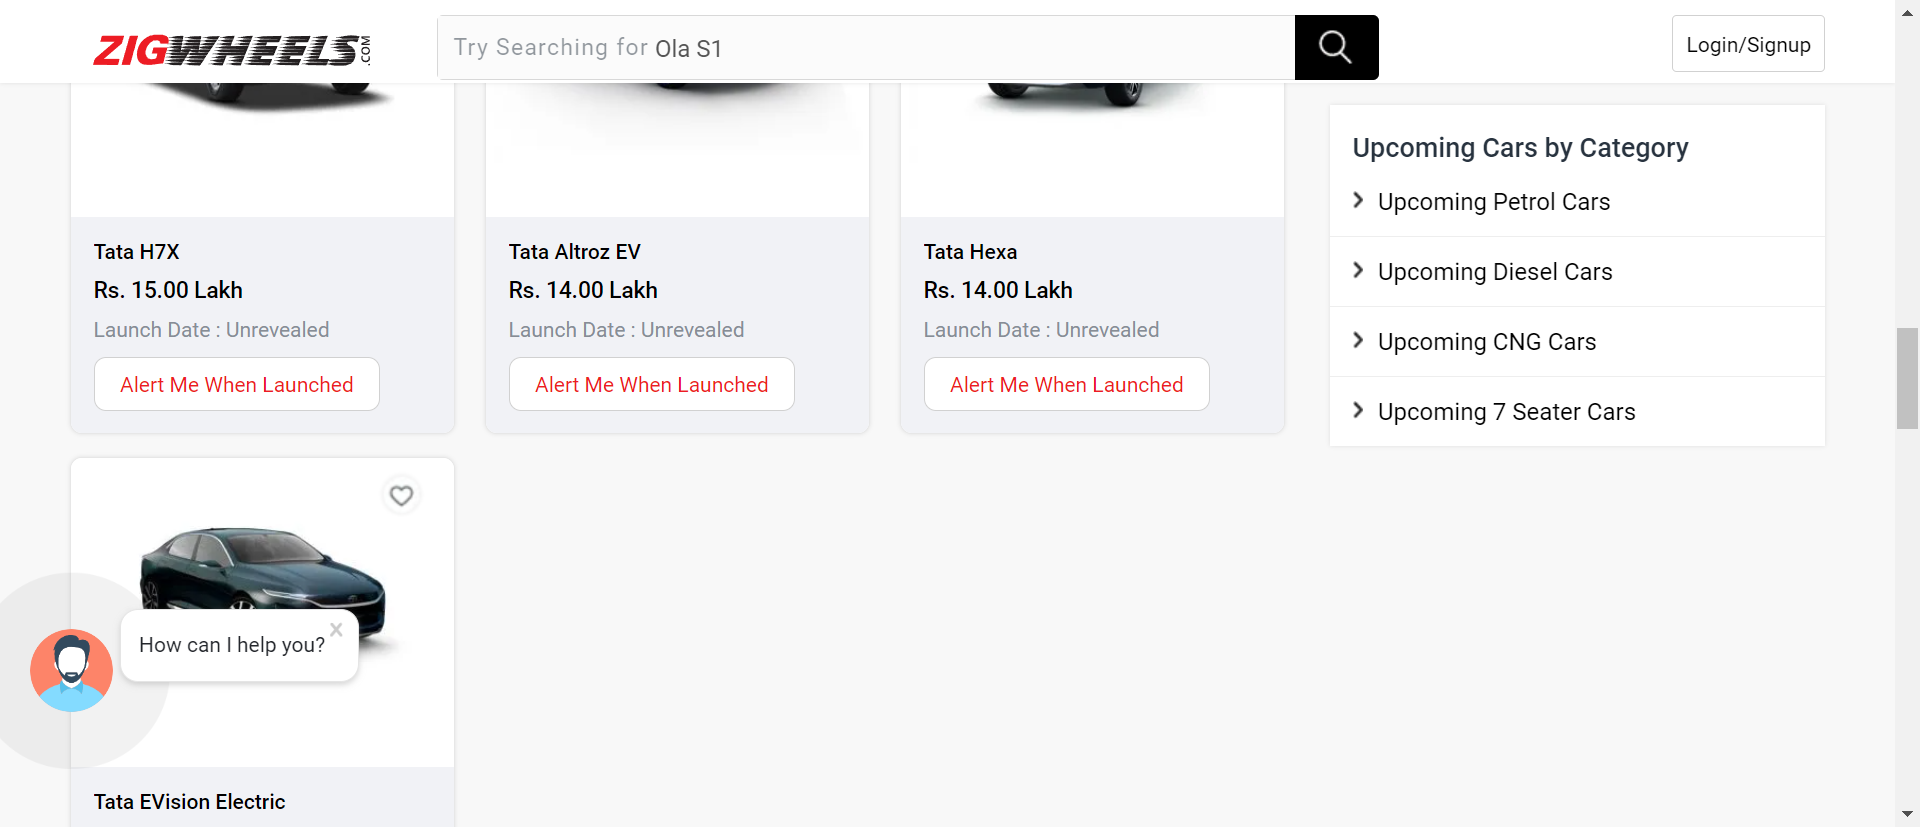 ZIGWHEELS.COM
Try Searching for Ola S1
Login/Signup
Tata H7X
Rs. 15.00 Lakh
Launch Date : Unrevealed
Alert Me When Launched
Tata Altroz EV
Rs. 14.00 Lakh
Launch Date : Unrevealed
Alert Me When Launched
Tata Hexa
Rs. 14.00 Lakh
Launch Date : Unrevealed
Alert Me When Launched
Upcoming Cars by Category
Upcoming Petrol Cars
Upcoming Diesel Cars
Upcoming CNG Cars
Upcoming 7 Seater Cars
How can I help you?
Tata EVision Electric